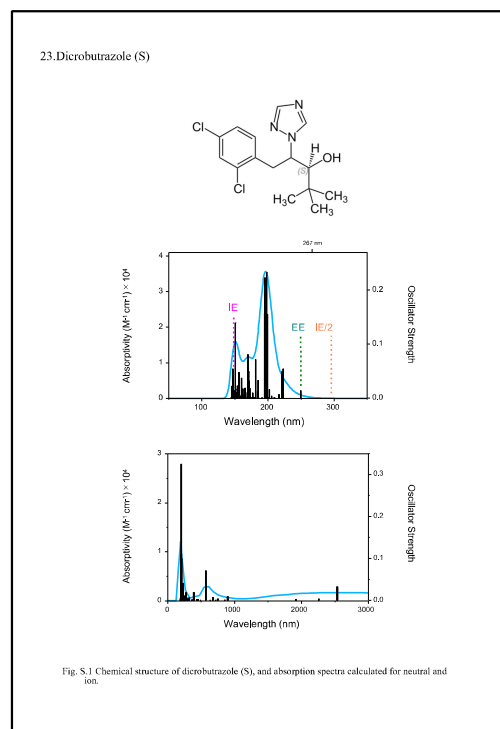 23.Dicrobutrazole (S)
N
N
N
Cl
Cl
H
OH
(S)
H₃C
CH₃
CH₃
267 nm
4
3
2
1
0
0.2
0.1
0.0
IE
EE
IE/2
100
200
300
Absorptivity (M⁻¹ cm⁻¹) × 10⁴
Oscillator Strength
Wavelength (nm)
3
2
1
0
0.3
0.2
0.1
0.0
0
1000
2000
3000
Absorptivity (M⁻¹ cm⁻¹) × 10⁴
Oscillator Strength
Wavelength (nm)
Fig. S.1 Chemical structure of dicrobutrazole (S), and absorption spectra calculated for neutral and
ion.